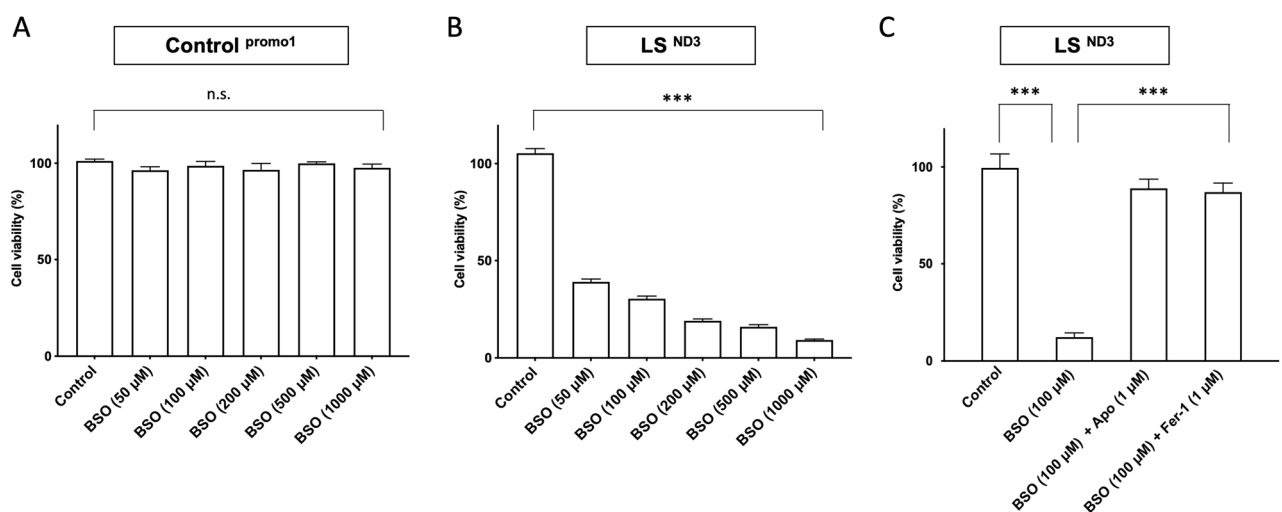 A
Control promo1
n.s.
Cell viability (%)
100
50
0
Control
BSO (50 µM)
BSO (100 µM)
BSO (200 µM)
BSO (500 µM)
BSO (1000 µM)
B
LS ND3
***
Cell viability (%)
100
50
0
Control
BSO (50 µM)
BSO (100 µM)
BSO (200 µM)
BSO (500 µM)
BSO (1000 µM)
C
LS ND3
***
***
Cell viability (%)
100
50
0
Control
BSO (100 µM)
BSO (100 µM) + Apo (1 µM)
BSO (100 µM) + Fer-1 (1 µM)